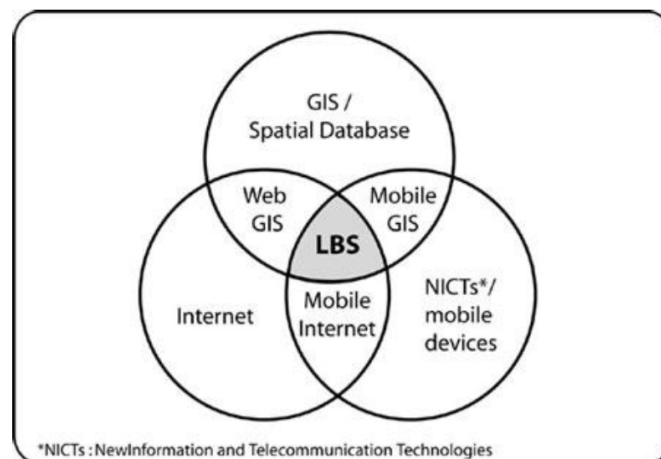 GIS /
Spatial Database
Web
GIS
Mobile
GIS
LBS
Internet
Mobile
Internet
NICTs*/
mobile
devices
*NICTs : NewInformation and Telecommunication Technologies